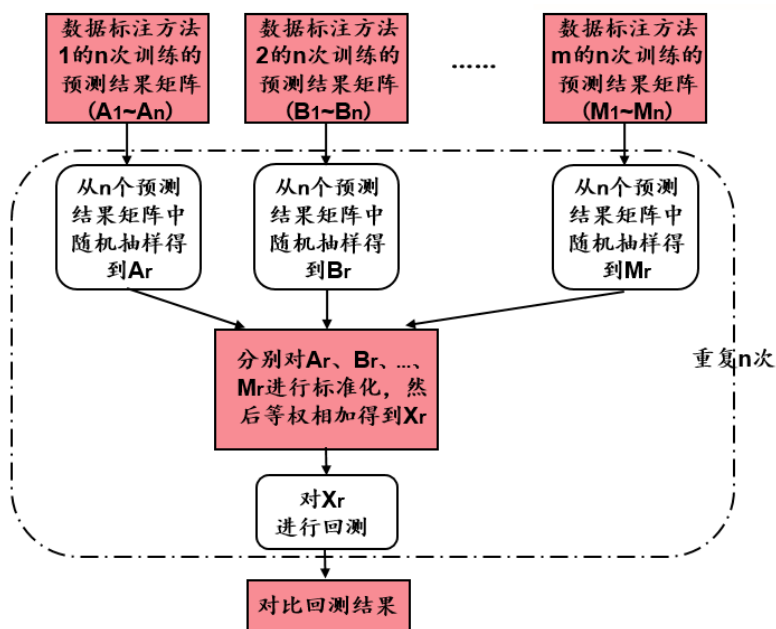 数据标注方法
1的n次训练的
预测结果矩阵
(A1~An)
数据标注方法
2的n次训练的
预测结果矩阵
(B1~Bn)
……
数据标注方法
m的n次训练的
预测结果矩阵
(M1~Mn)
从n个预测
结果矩阵中
随机抽样得
到Ar
从n个预测
结果矩阵中
随机抽样得
到Br
从n个预测
结果矩阵中
随机抽样得
到Mr
分别对Ar、Br、...、
Mr进行标准化，然
后等权相加得到Xr
重复n次
对Xr
进行回测
对比回测结果